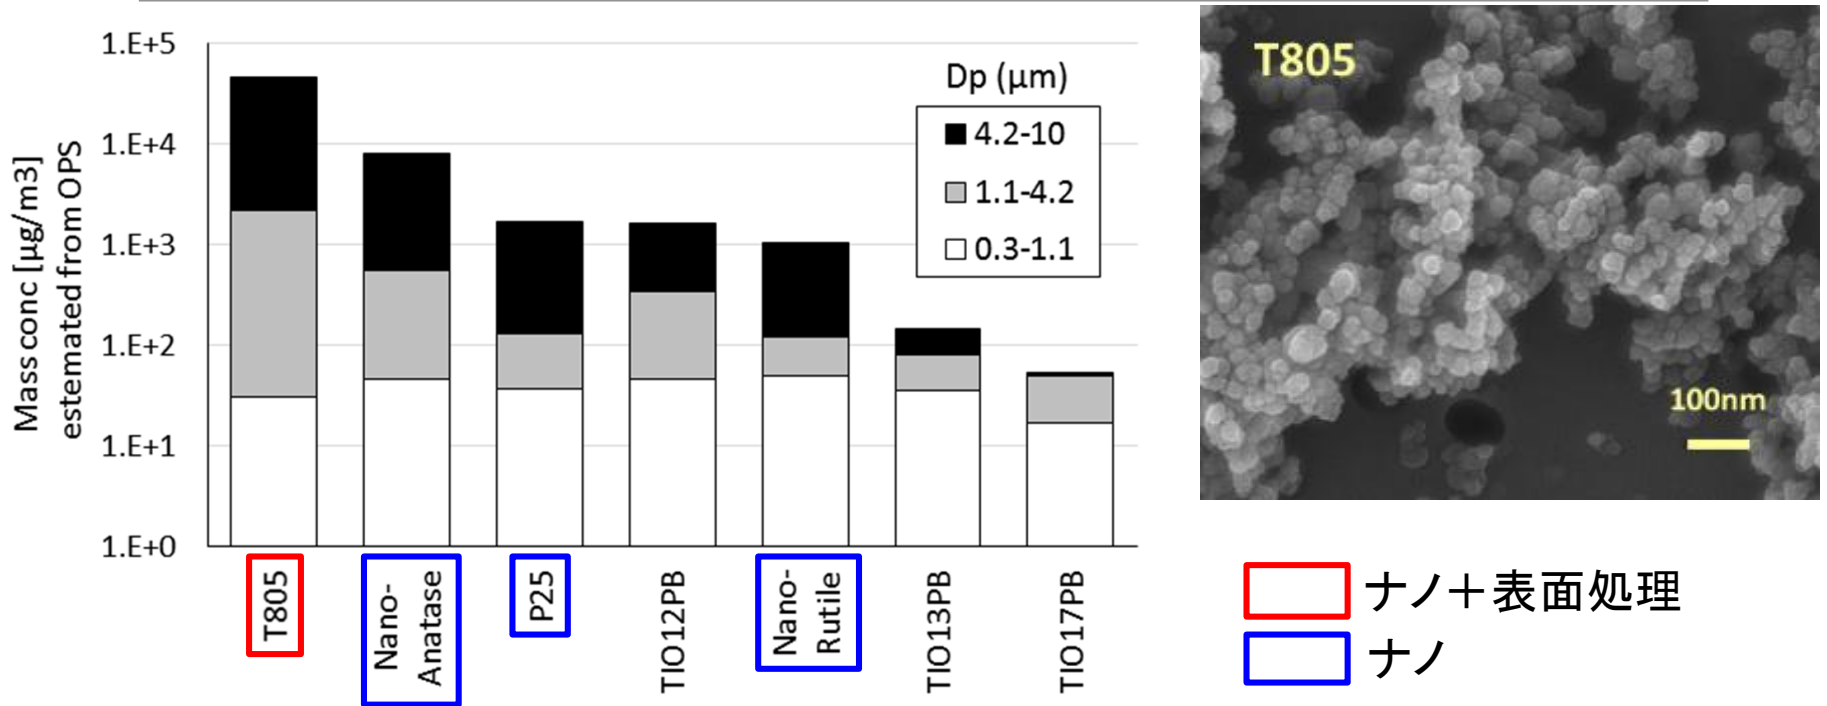 1.E+5
1.E+4
1.E+3
1.E+2
1.E+1
1.E+0
Mass conc [µg/m3]
estemated from OPS
Dp (µm)
4.2-10
1.1-4.2
0.3-1.1
T805
Nano-
Anatase
P25
TIO12PB
Nano-
Rutile
TIO13PB
TIO17PB
T805
100nm
ナノ＋表面処理
ナノ